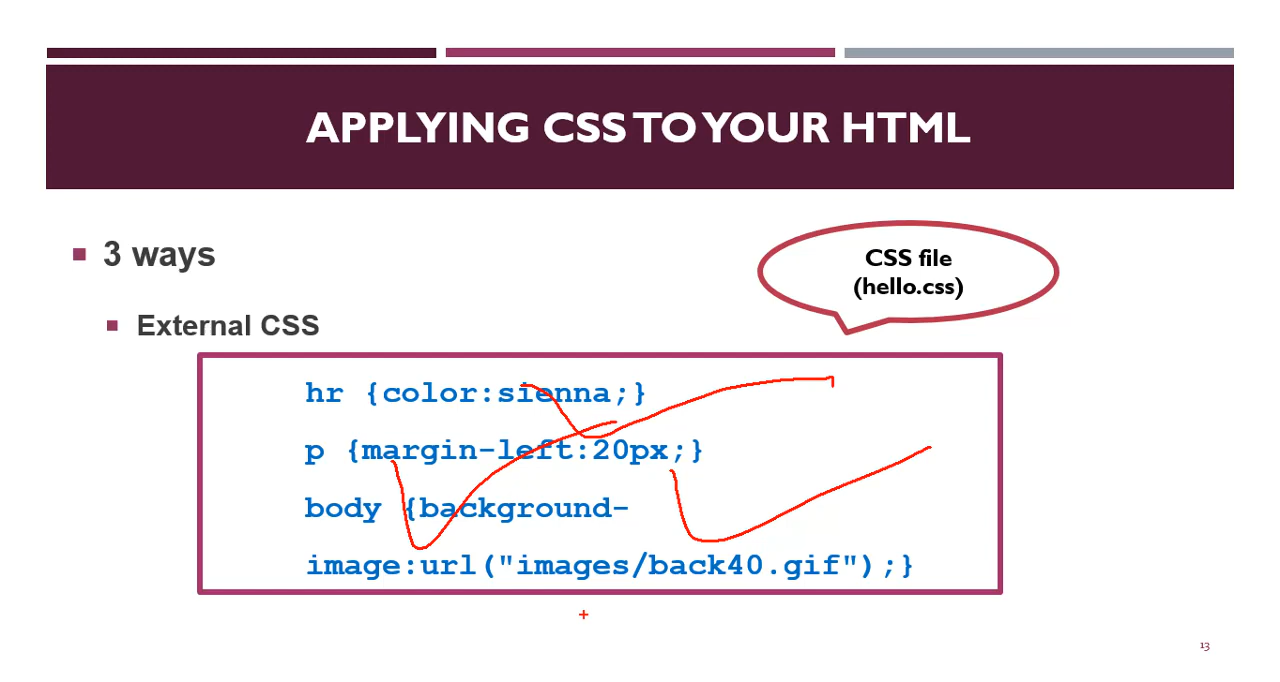 APPLYING CSS TO YOUR HTML
3 ways
CSS file
(hello.css)
External CSS
hr {color:sienna;}
p {margin-left:20px;}
body {background-
image:url("images/back40.gif");}
13